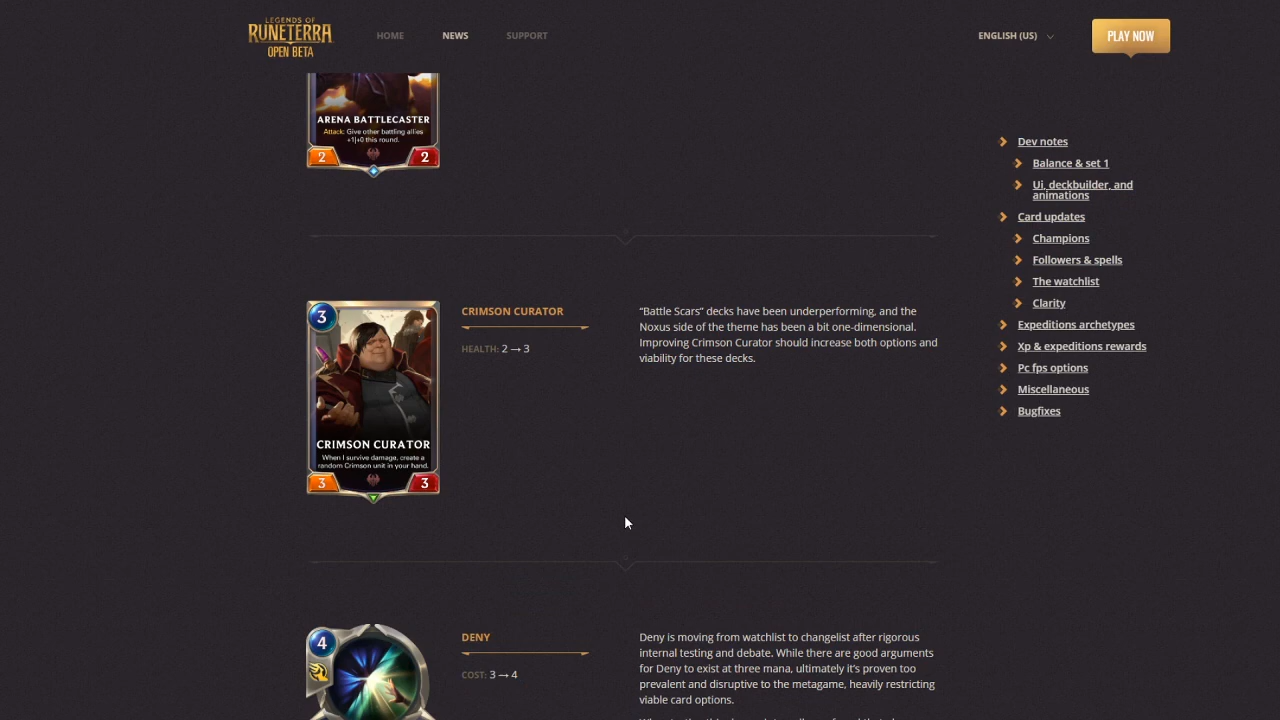 LEGENDS OF
RUNETERRA
OPEN BETA
HOME
NEWS
SUPPORT
ENGLISH (US)
PLAY NOW
ARENA BATTLECASTER
Attack: Give other battling allies
+1|+0 this round.
2
2
Dev notes
Balance & set 1
Ui, deckbuilder, and
animations
Card updates
Champions
Followers & spells
The watchlist
Clarity
Expeditions archetypes
Xp & expeditions rewards
Pc fps options
Miscellaneous
Bugfixes
3
CRIMSON CURATOR
When I survive damage, create a
random Crimson unit in your hand.
3
3
CRIMSON CURATOR
HEALTH: 2 → 3
“Battle Scars” decks have been underperforming, and the
Noxus side of the theme has been a bit one-dimensional.
Improving Crimson Curator should increase both options and
viability for these decks.
4
DENY
COST: 3 → 4
Deny is moving from watchlist to changelist after rigorous
internal testing and debate. While there are good arguments
for Deny to exist at three mana, ultimately it’s proven too
prevalent and disruptive to the metagame, heavily restricting
viable card options.